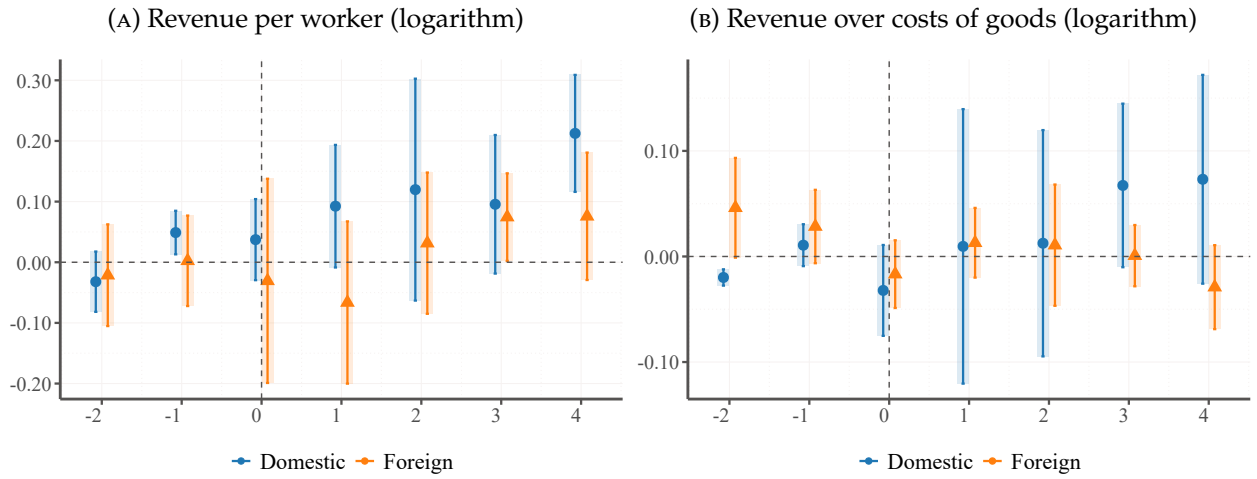 (A) Revenue per worker (logarithm)
0.30
0.20
0.10
0.00
-0.10
-0.20
-2 -1 0 1 2 3 4
Domestic Foreign
(B) Revenue over costs of goods (logarithm)
0.10
0.00
-0.10
-2 -1 0 1 2 3 4
Domestic Foreign